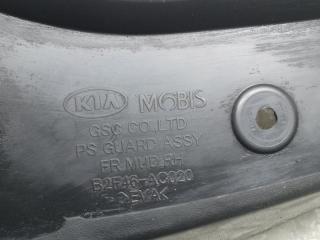 KIA MOBIS
GSC CO.,LTD
PS GUARD ASSY
FR.MUD.RH
B2F46-AC020